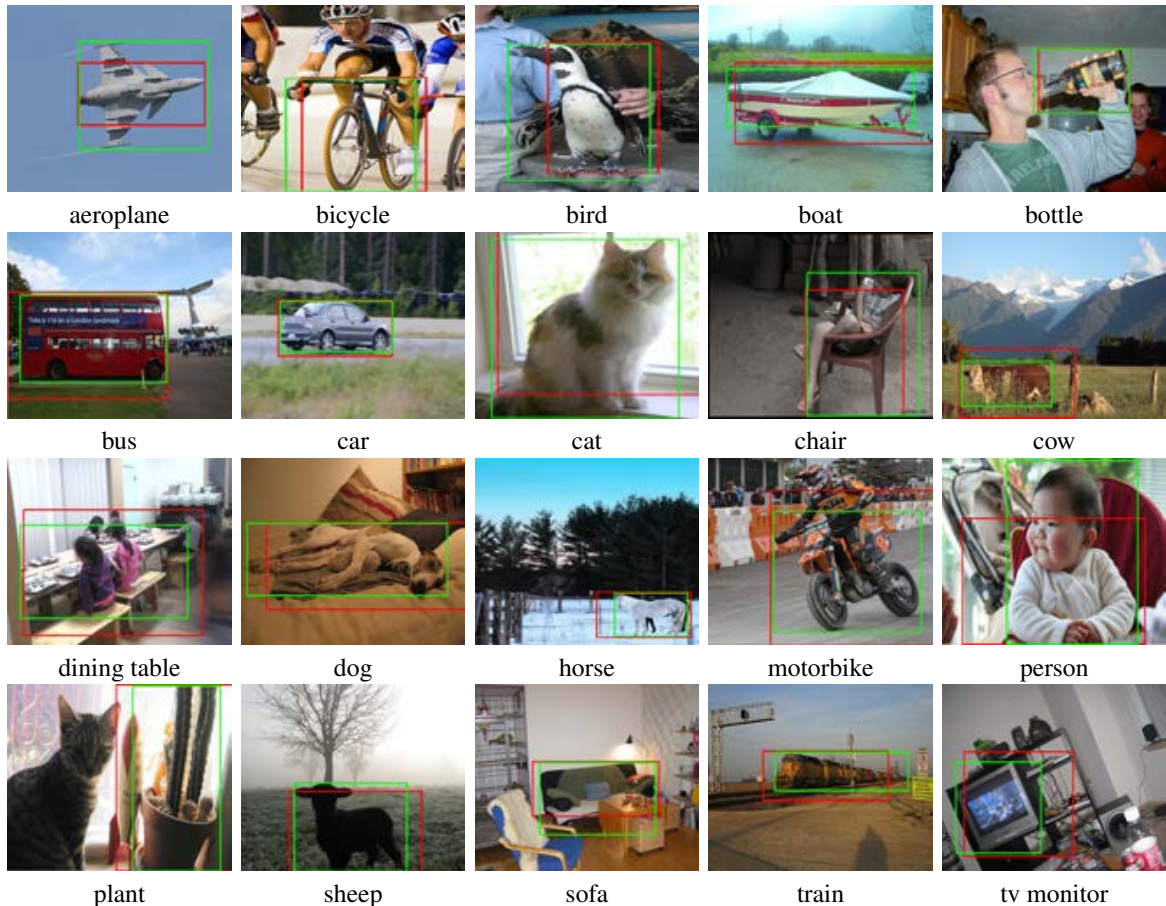 aeroplane
bicycle
bird
boat
bottle
bus
car
cat
chair
cow
dining table
dog
horse
motorbike
person
plant
sheep
sofa
train
tv monitor